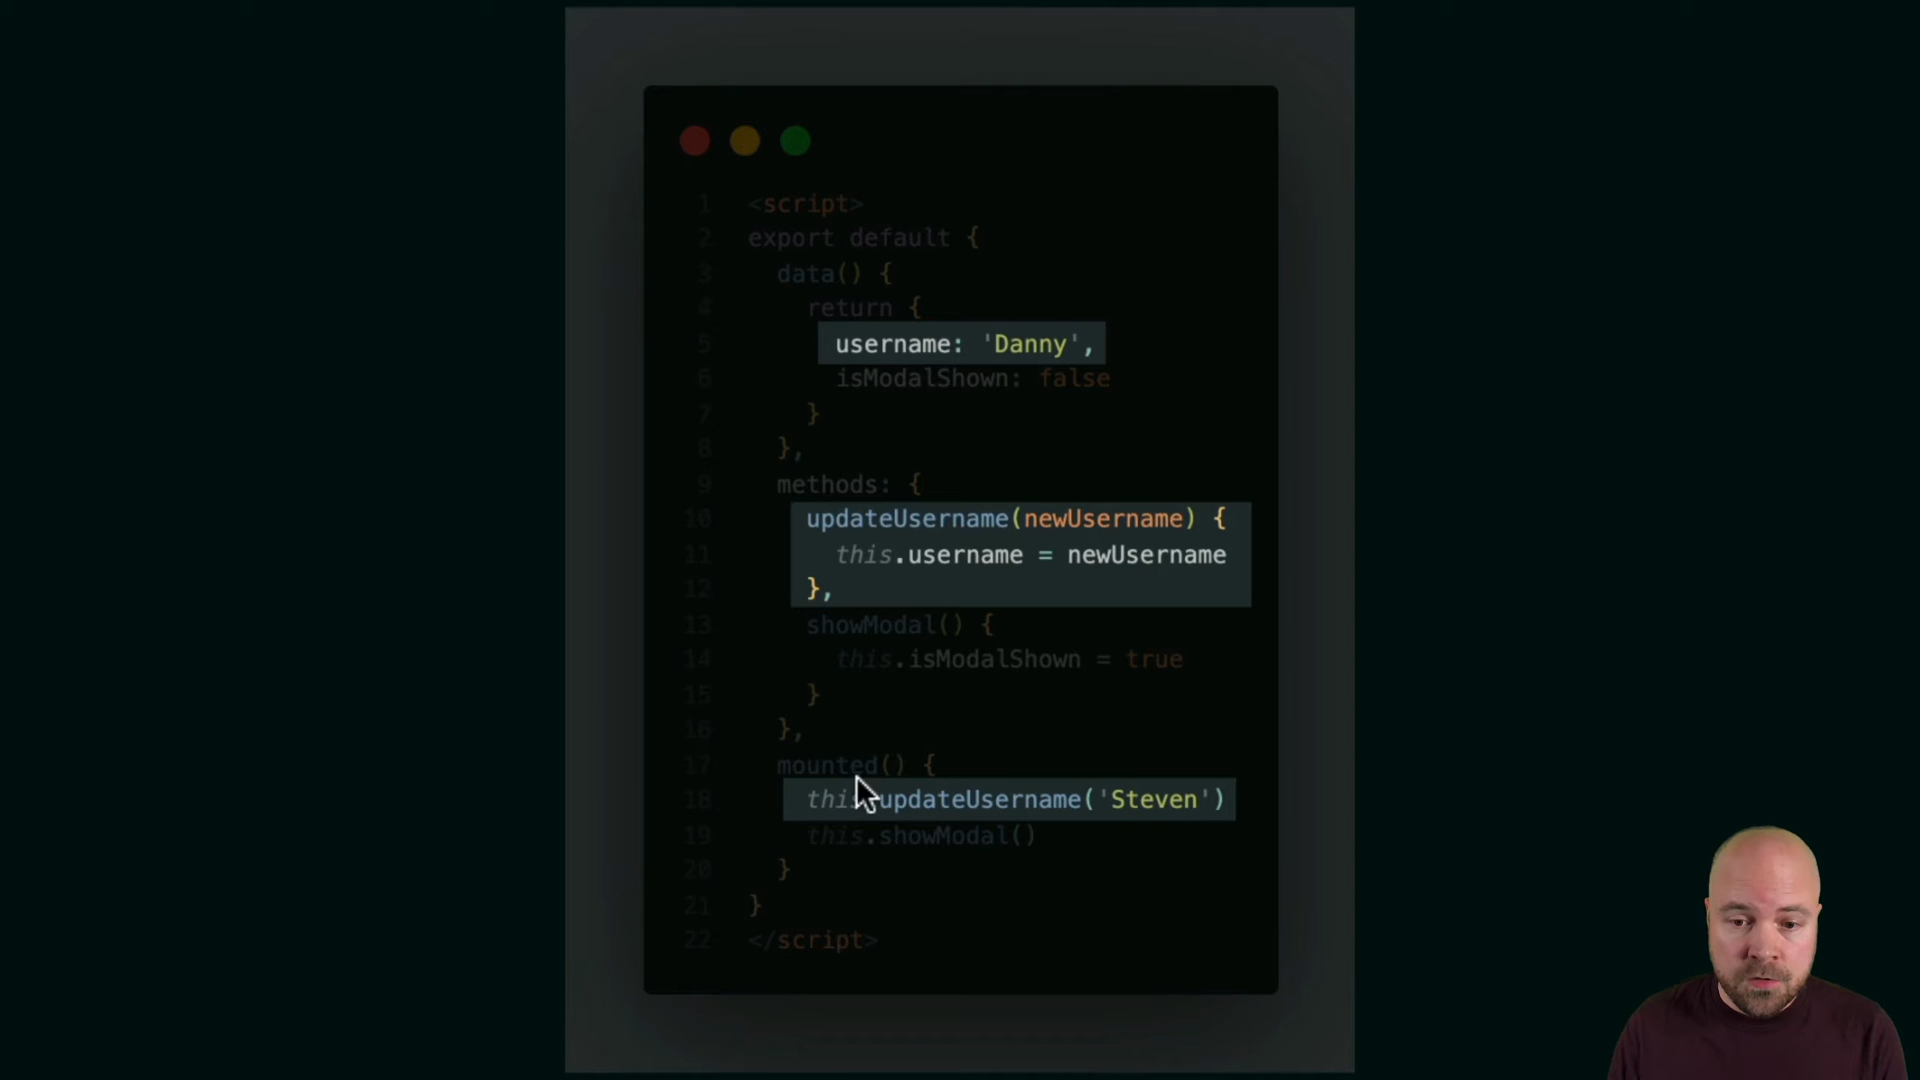 1 <script>
2 export default {
3 data() {
4 return {
5 username: 'Danny',
6 isModalShown: false
7 }
8 },
9 methods: {
10 updateUsername(newUsername) {
11 this.username = newUsername
12 },
13 showModal() {
14 this.isModalShown = true
15 }
16 },
17 mounted() {
18 this.updateUsername('Steven')
19 this.showModal()
20 }
21 }
22 </script>